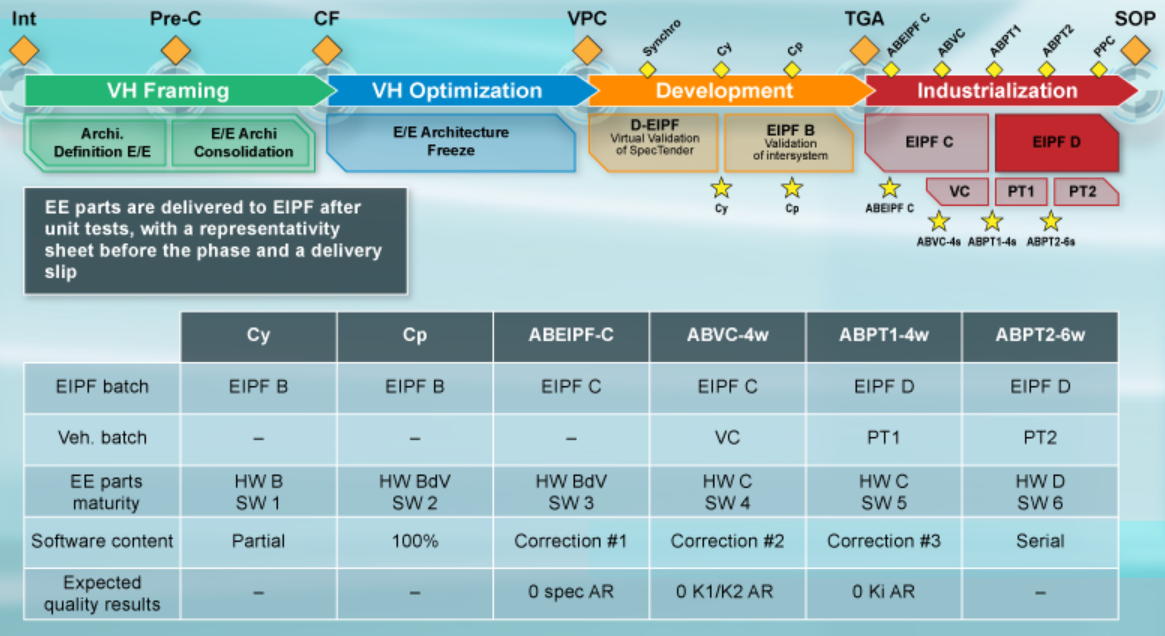 Int
Pre-C
CF
VPC
TGA
SOP
Synchro
Cy
Cp
ABEIPF C
ABVC
ABPT1
ABPT2
PPC
VH Framing
VH Optimization
Development
Industrialization
Archi.
Definition E/E
E/E Archi
Consolidation
E/E Architecture
Freeze
D-EIPF
Virtual Validation
of SpecTender
EIPF B
Validation
of intersystem
EIPF C
EIPF D
VC
PT1
PT2
Cy
Cp
ABEIPF C
ABVC-4s
ABPT1-4s
ABPT2-6s
EE parts are delivered to EIPF after
unit tests, with a representativity
sheet before the phase and a delivery
slip
Cy Cp ABEIPF-C ABVC-4w ABPT1-4w ABPT2-6w
EIPF batch EIPF B EIPF B EIPF C EIPF C EIPF D EIPF D
Veh. batch – – – VC PT1 PT2
EE parts HW B HW BdV HW BdV HW C HW C HW D
maturity SW 1 SW 2 SW 3 SW 4 SW 5 SW 6
Software content Partial 100% Correction #1 Correction #2 Correction #3 Serial
Expected
quality results – – 0 spec AR 0 K1/K2 AR 0 Ki AR –